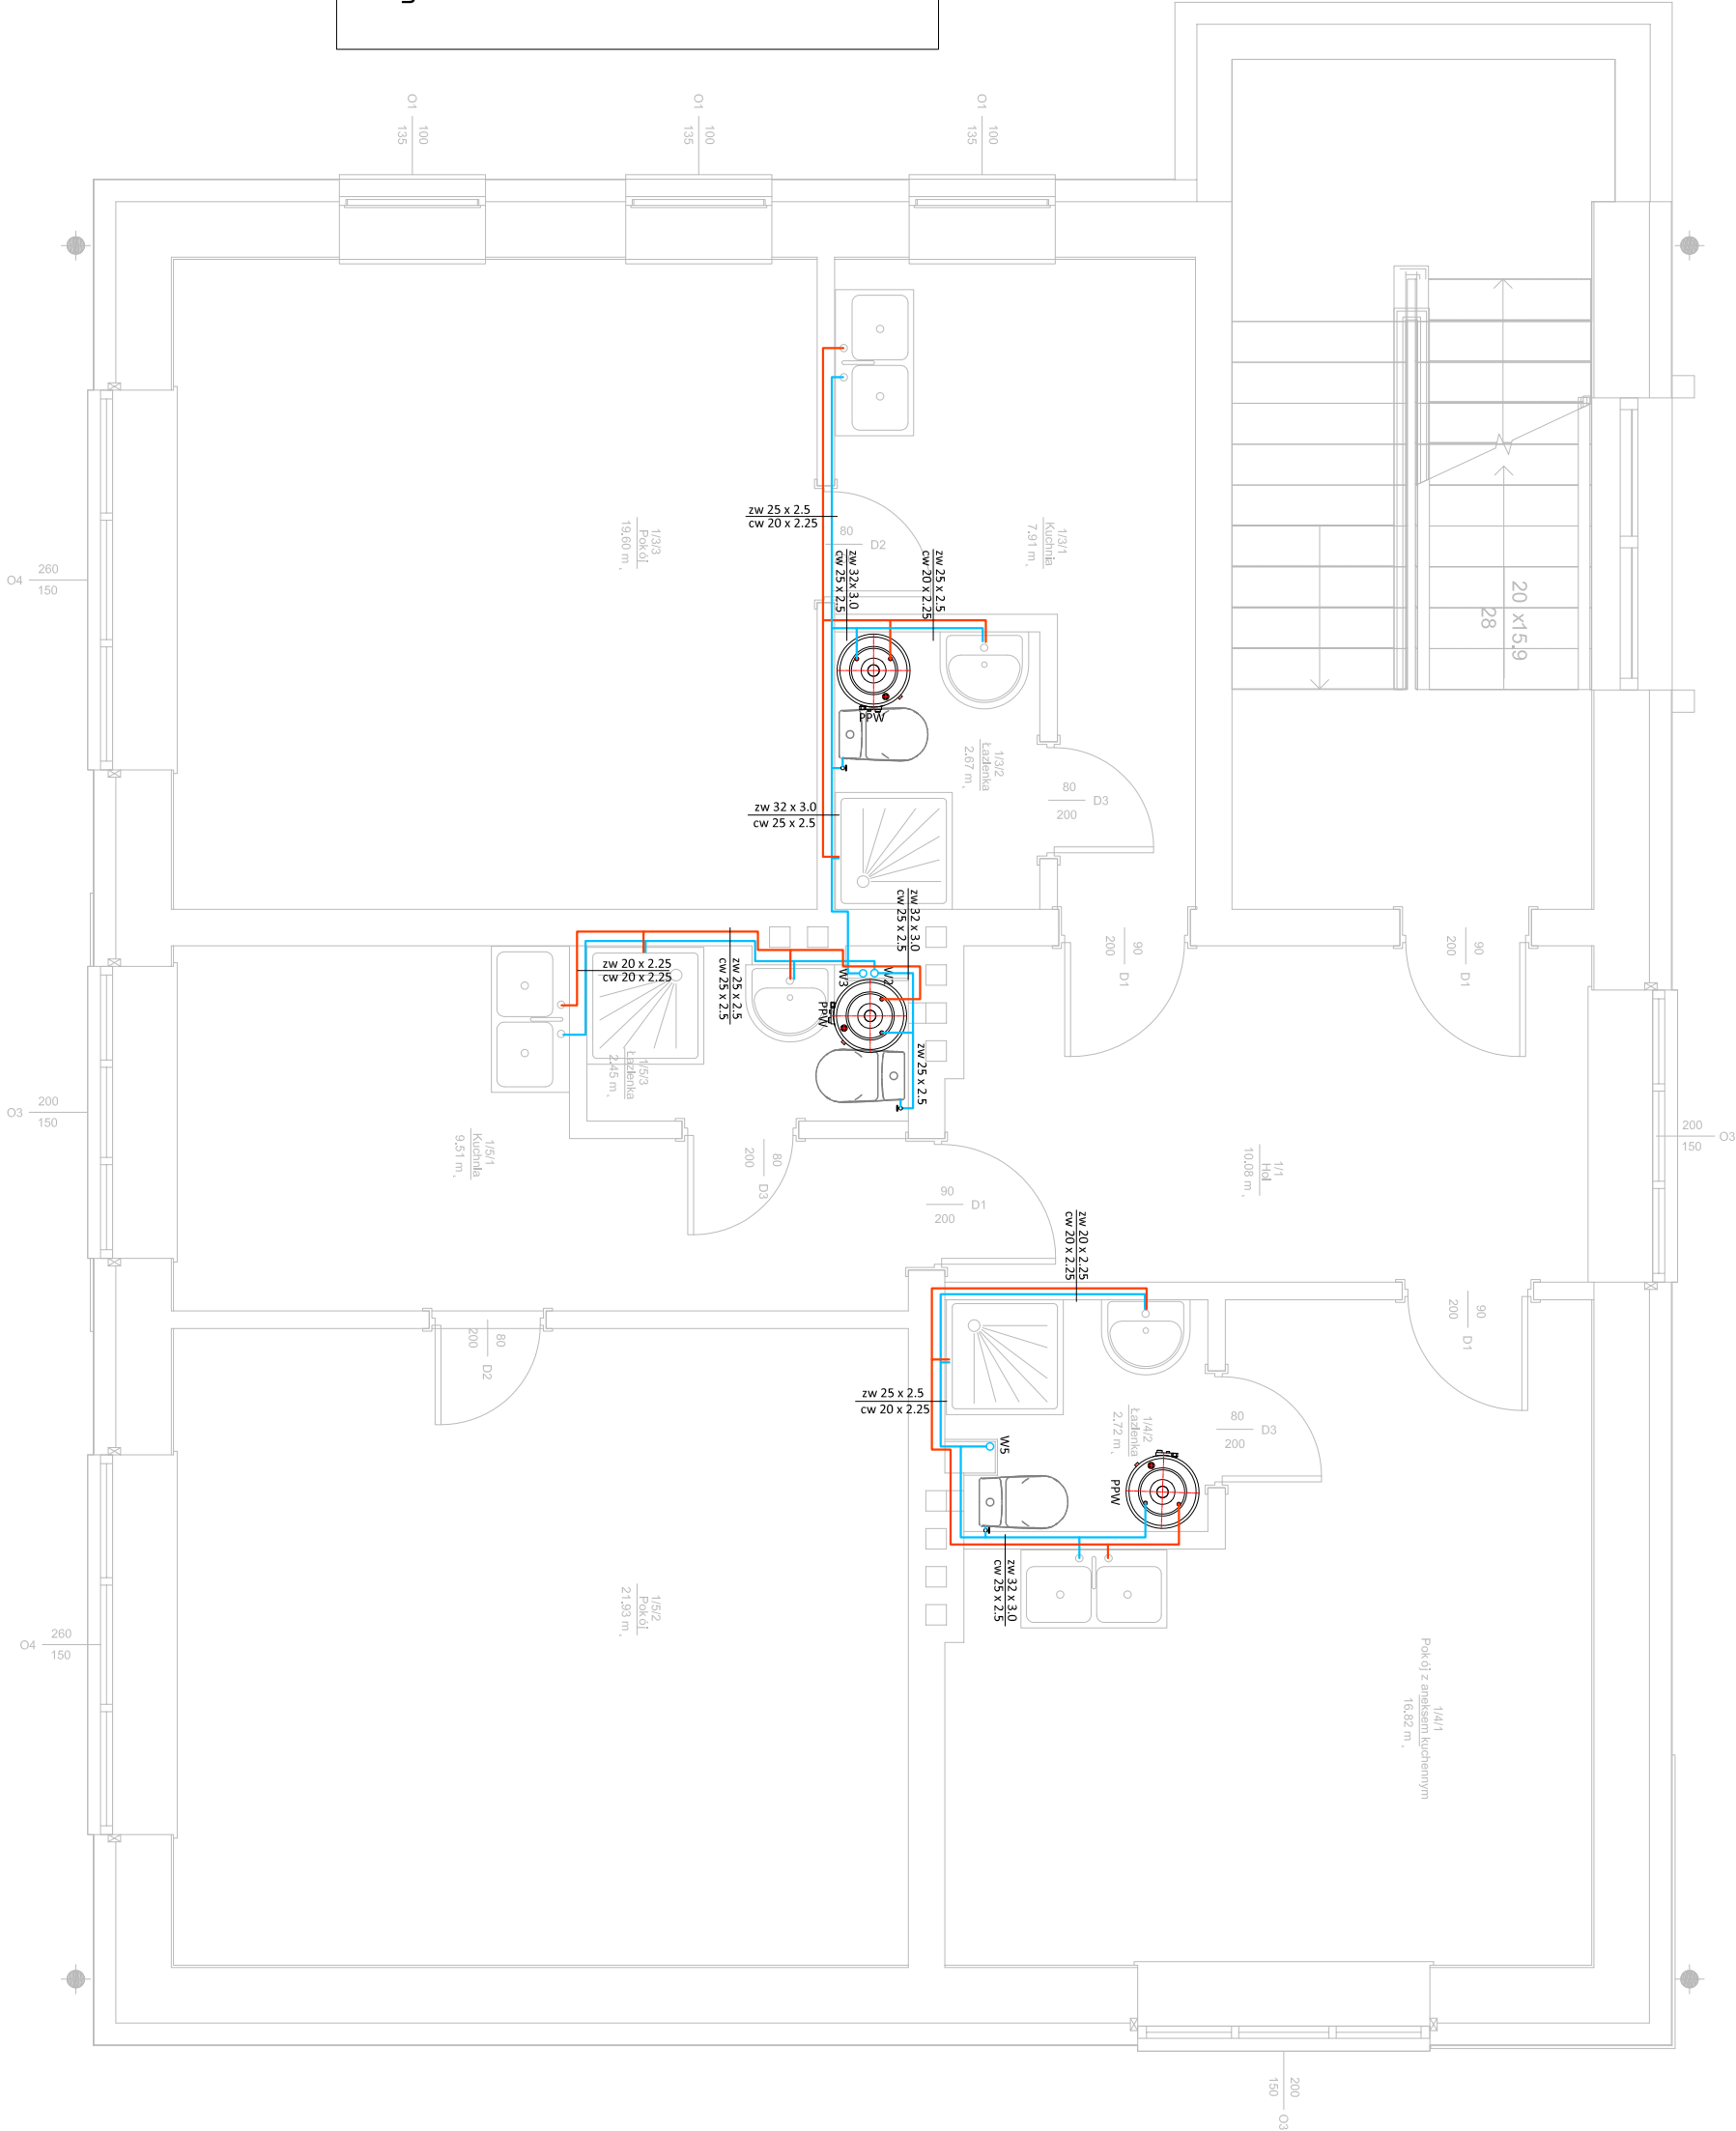 O1
100
135
O1
100
135
O1
100
135
zw 25 x 2.5
cw 20 x 2.25
80
D2
1/3/3
Pokój
19.60 m
1/3/1
Kuchnia
7.91 m
zw 32x 3.0
cw 25 x 2.5
zw 25 x 2.5
cw 20 x 2.25
20 x15.9
28
O4
260
150
PPW
1/3/2
Łazienka
2.67 m
80
200
D3
zw 32 x 3.0
cw 25 x 2.5
zw 32 x 3.0
cw 25 x 2.5
90
200
D1
90
200
D1
zw 20 x 2.25
cw 20 x 2.25
zw 25 x 2.5
cw 25 x 2.5
W3
W2
PPW
zw 25 x 2.5
1/5/3
Łazienka
2.45 m
O3
200
150
1/5/1
Kuchnia
9.51 m
80
200
D3
90
200
D1
1/1
Hol
10.08 m
200
150
O3
zw 20 x 2.25
cw 20 x 2.25
80
200
D2
90
200
D1
zw 25 x 2.5
cw 20 x 2.25
W5
1/4/2
Łazienka
2.72 m
80
200
D3
PPW
zw 32 x 3.0
cw 25 x 2.5
1/5/2
Pokój
21.93 m
O4
260
150
1/4/1
Pokój z aneksem kuchennym
16.82 m
200
150
O3